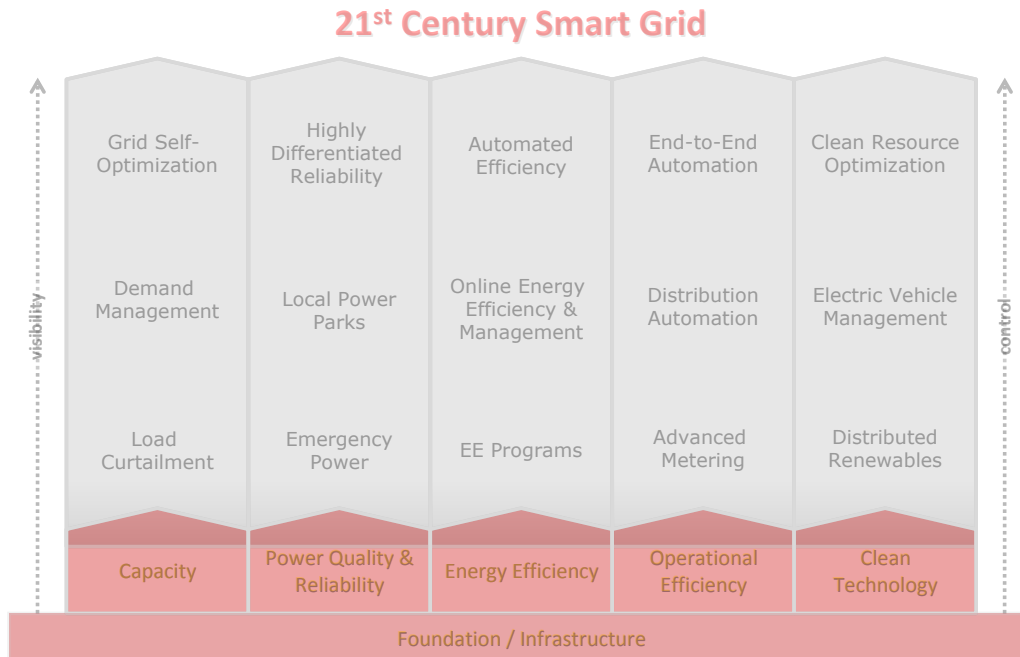 21st Century Smart Grid
visibility
control
Grid Self-
Optimization
Highly
Differentiated
Reliability
Automated
Efficiency
End-to-End
Automation
Clean Resource
Optimization
Demand
Management
Local Power
Parks
Online Energy
Efficiency &
Management
Distribution
Automation
Electric Vehicle
Management
Load
Curtailment
Emergency
Power
EE Programs
Advanced
Metering
Distributed
Renewables
Capacity
Power Quality &
Reliability
Energy Efficiency
Operational
Efficiency
Clean
Technology
Foundation / Infrastructure